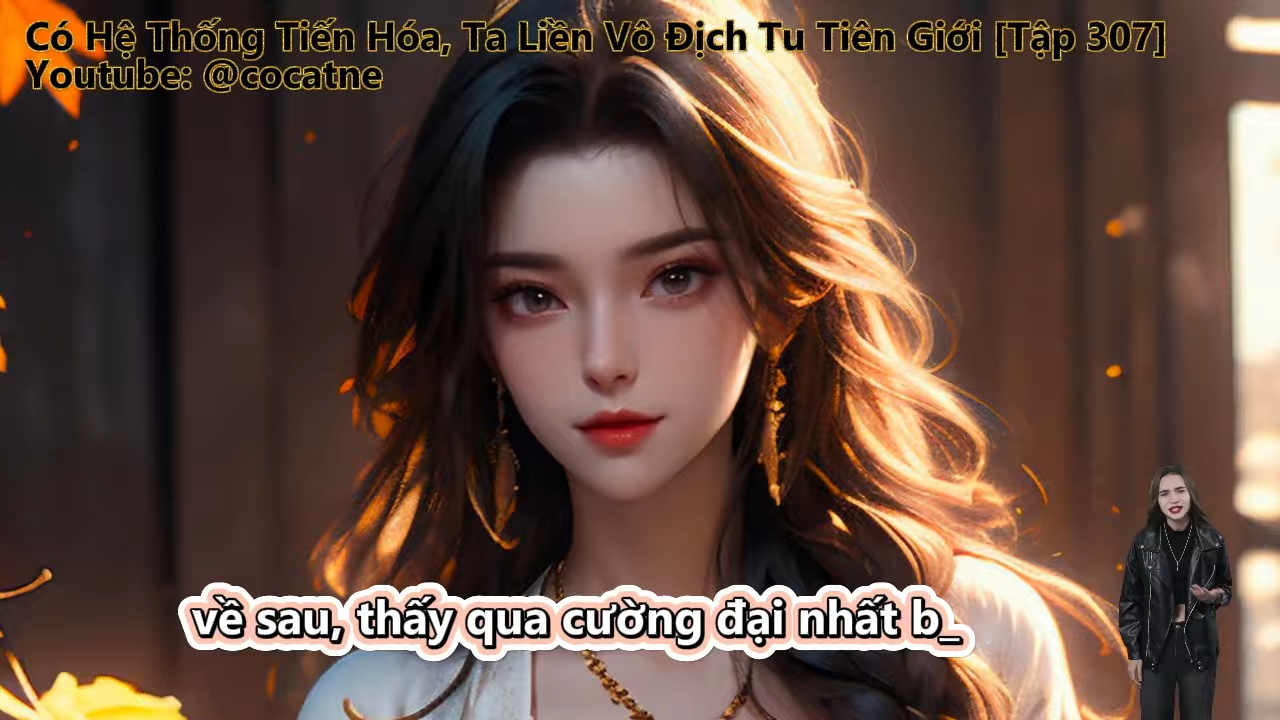 Có Hệ Thống Tiến Hóa, Ta Liền Vô Địch Tu Tiên Giới [Tập 307]
Youtube: @cocatne
về sau, thấy qua cường đại nhất b_